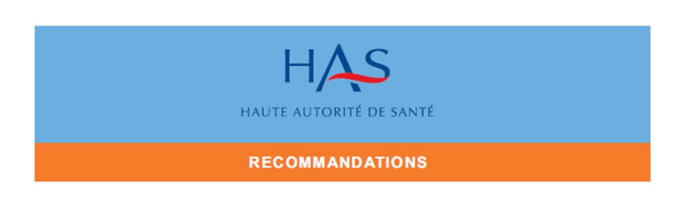 HAS
HAUTE AUTORITÉ DE SANTÉ
RECOMMANDATIONS